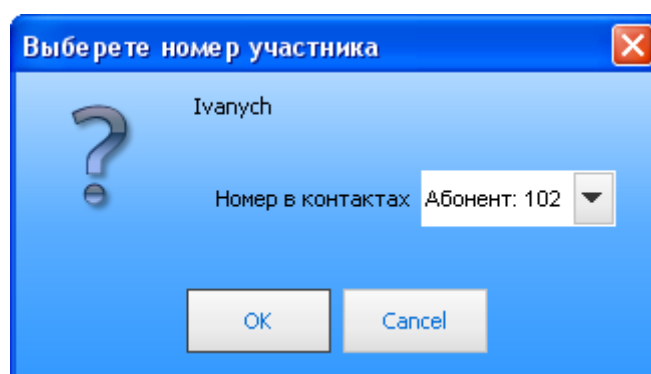 Выберете номер участника
Ivanych
Номер в контактах Абонент: 102
OK Cancel